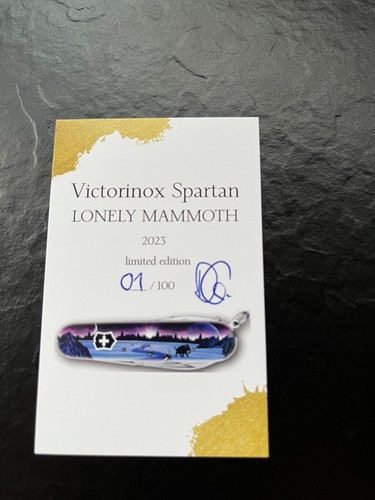 Victorinox Spartan
LONELY MAMMOTH
2023
limited edition
01 / 100